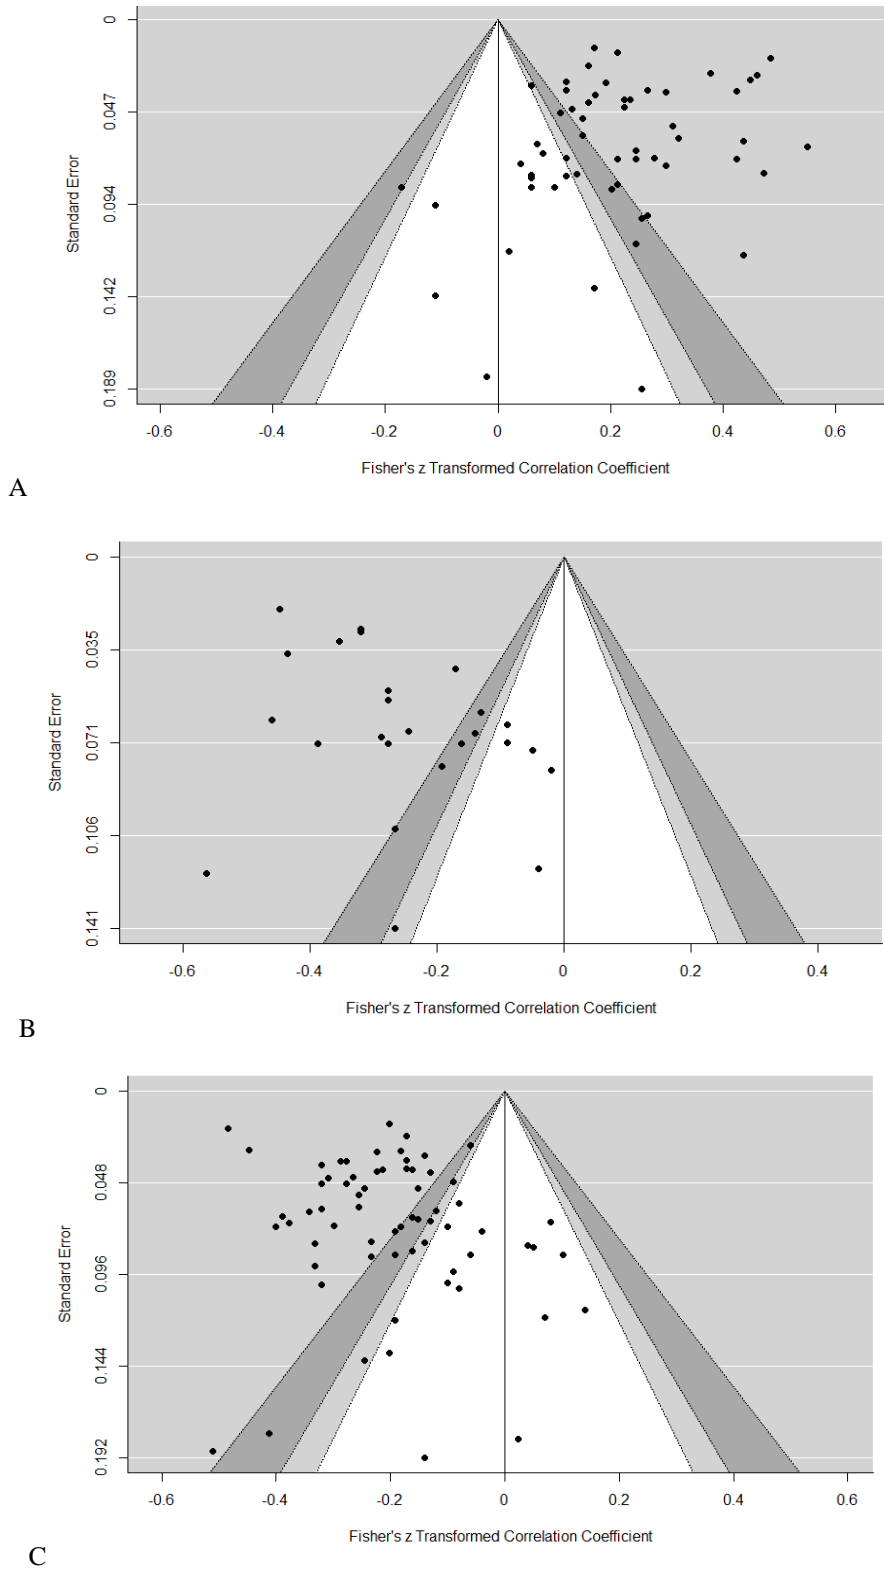 0
0.047
0.094
0.142
0.189
Standard Error
-0.6 -0.4 -0.2 0 0.2 0.4 0.6
Fisher's z Transformed Correlation Coefficient
A
0
0.035
0.071
0.106
0.141
Standard Error
-0.6 -0.4 -0.2 0 0.2 0.4
Fisher's z Transformed Correlation Coefficient
B
0
0.048
0.096
0.144
0.192
Standard Error
-0.6 -0.4 -0.2 0 0.2 0.4 0.6
Fisher's z Transformed Correlation Coefficient
C